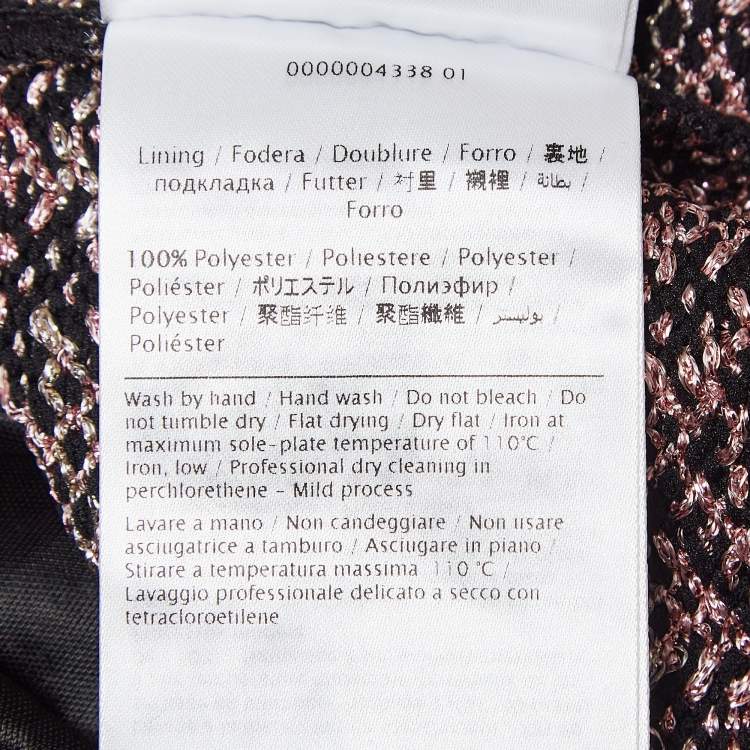 0000004338 01
Lining / Fodera / Doublure / Forro / 裏地 /
подкладка / Futter / 衬里 / 襯裡 / بطانة /
Forro
100% Polyester / Poliestere / Polyester /
Poliéster / ポリエステル / Полиэфир /
Polyester / 聚酯纤维 / 聚酯纖維 / بوليستر /
Poliéster
Wash by hand / Hand wash / Do not bleach / Do
not tumble dry / Flat drying / Dry flat / Iron at
maximum sole-plate temperature of 110°C /
Iron, low / Professional dry cleaning in
perchlorethene – Mild process
Lavare a mano / Non candeggiare / Non usare
asciugatrice a tamburo / Asciugare in piano /
Stirare a temperatura massima 110 °C /
Lavaggio professionale delicato a secco con
tetracloroetilene